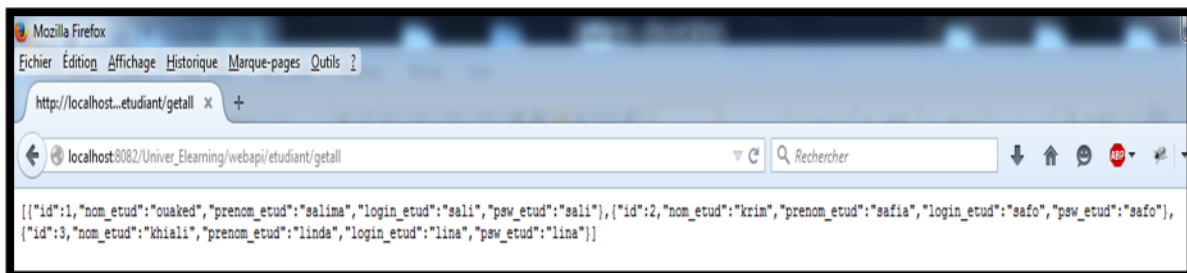 Mozilla Firefox
Fichier Édition Affichage Historique Marque-pages Outils ?
http://localhost...etudiant/getall × +
localhost:8082/Univer_Elearning/webapi/etudiant/getall Rechercher ABP
[{"id":1,"nom_etud":"ouaked","prenom_etud":"salima","login_etud":"sali","psw_etud":"sali"},{"id":2,"nom_etud":"krim","prenom_etud":"safia","login_etud":"safo","psw_etud":"safo"},
{"id":3,"nom_etud":"khiali","prenom_etud":"linda","login_etud":"lina","psw_etud":"lina"}]